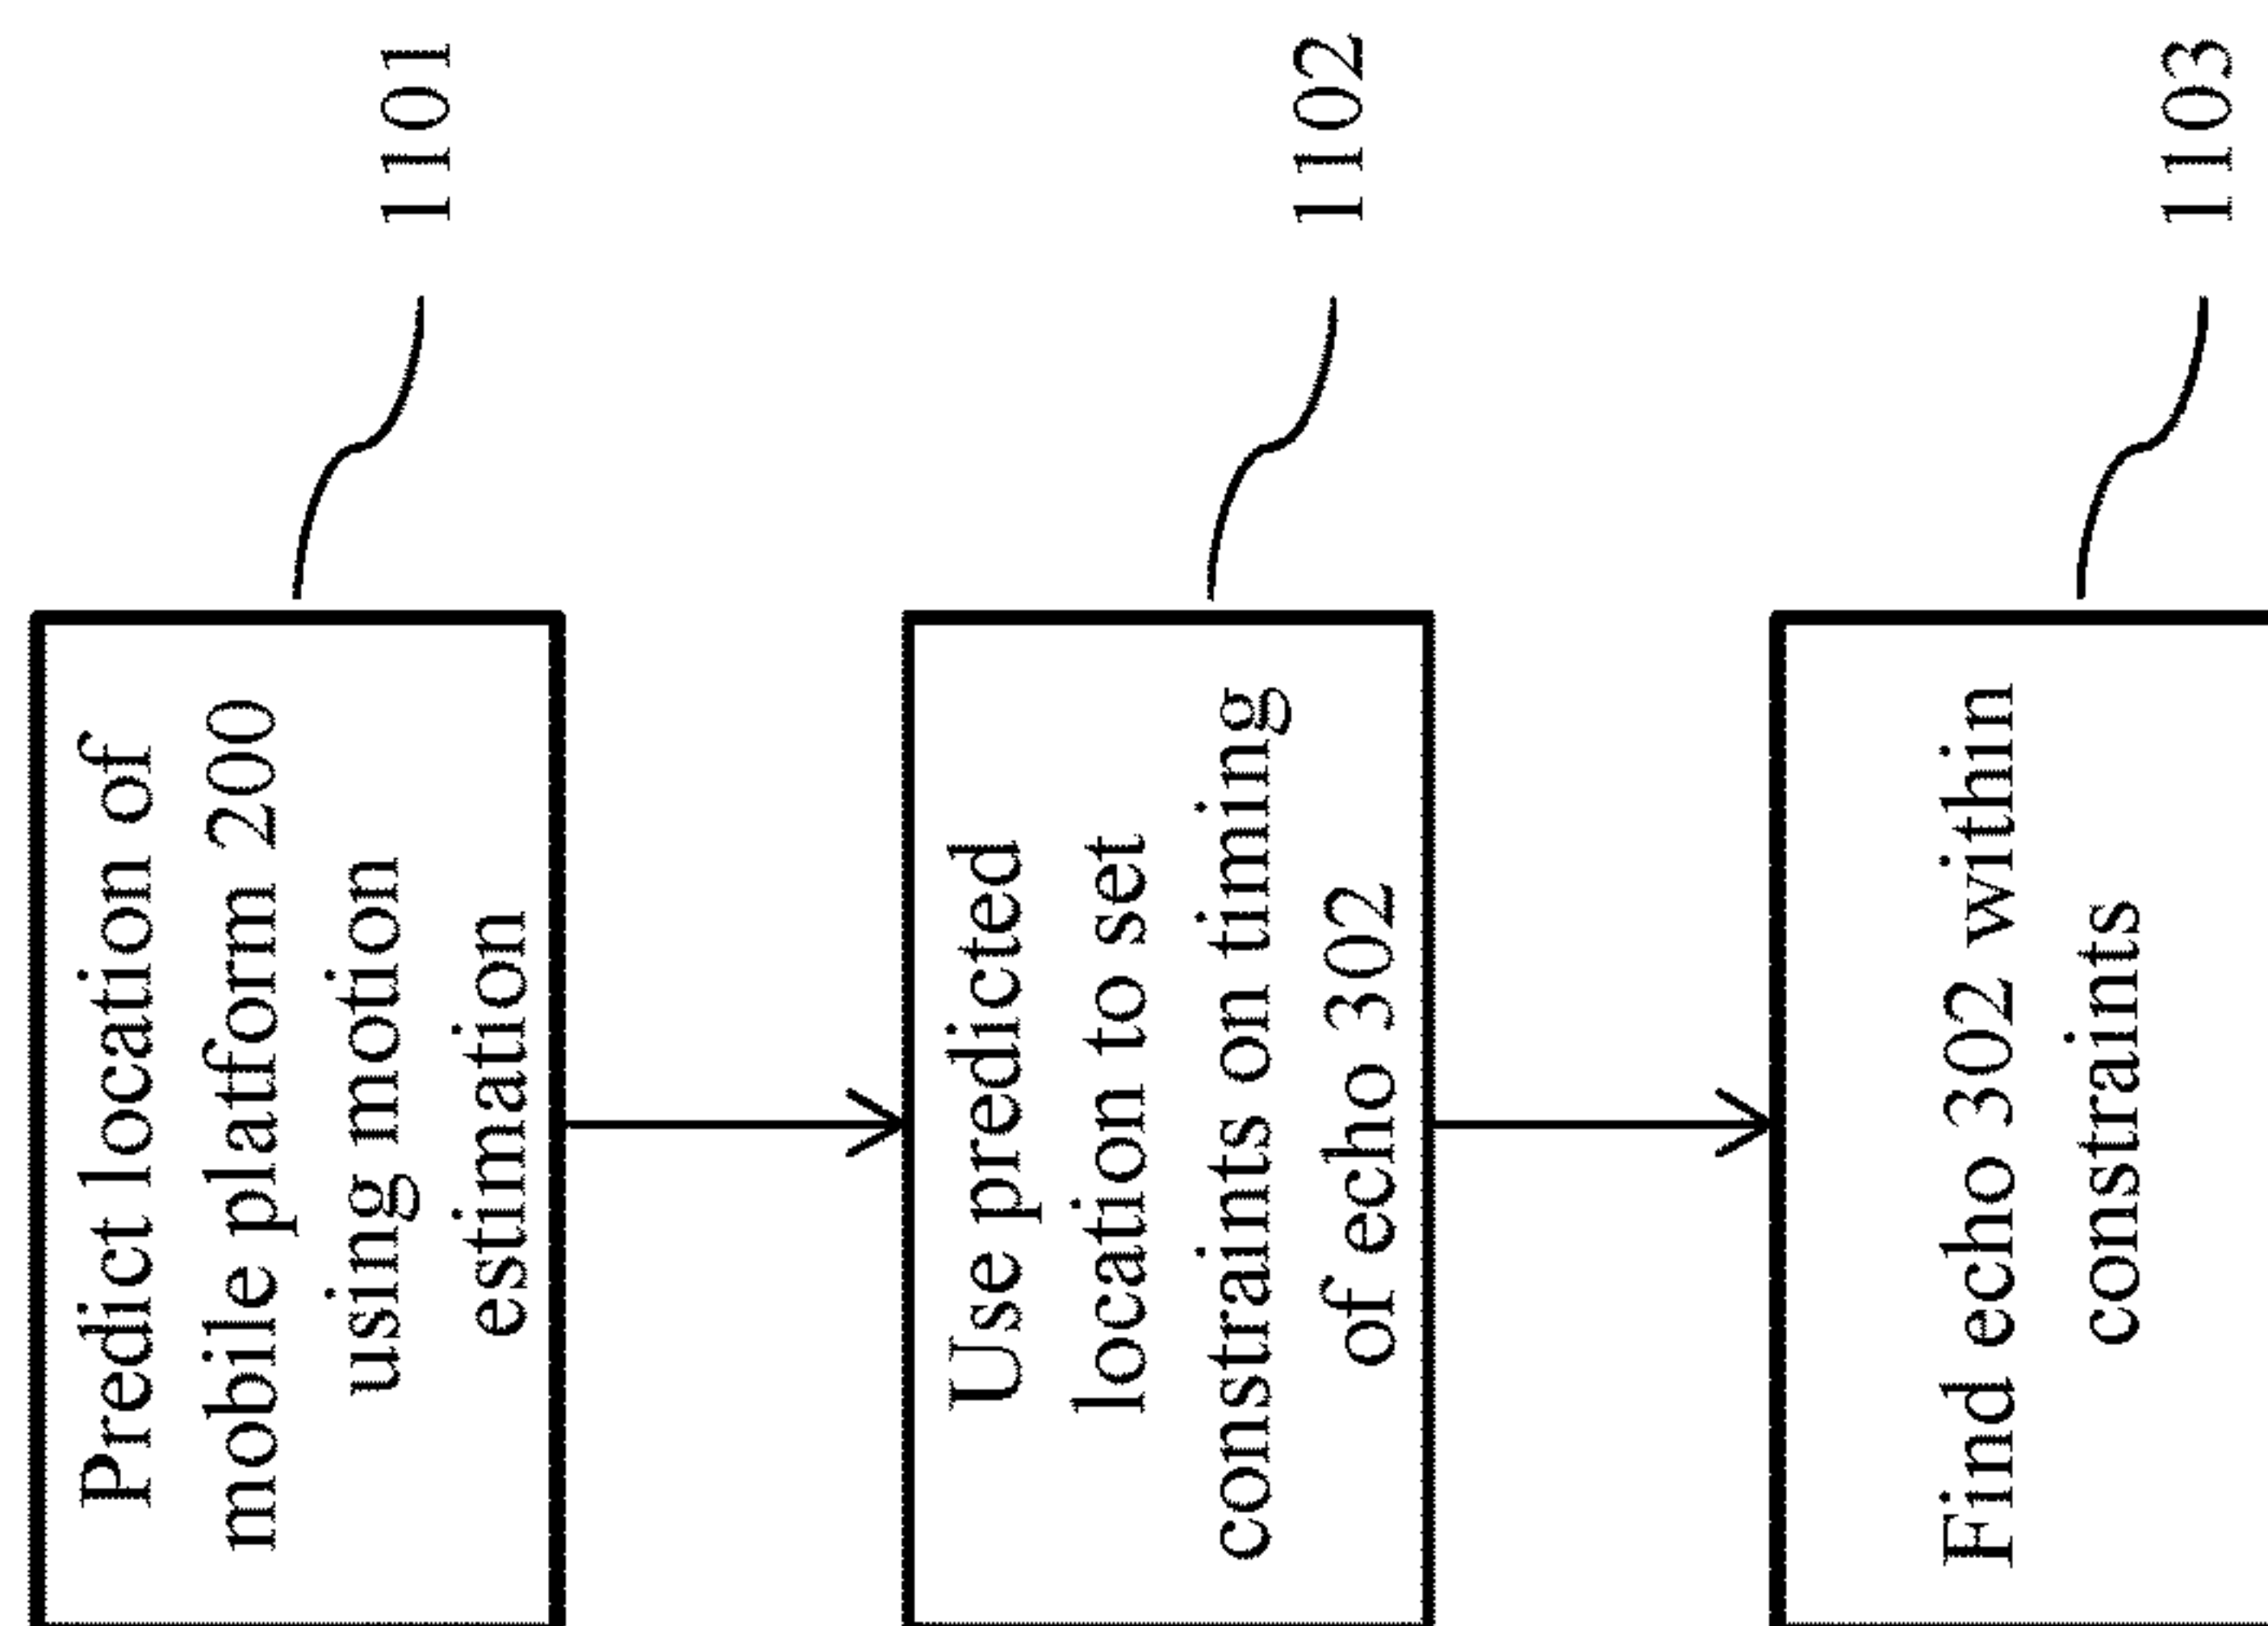 Predict location of
mobile platform 200
using motion
estimation
1101
Use predicted
location to set
constraints on timing
of echo 302
1102
Find echo 302 within
constraints
1103